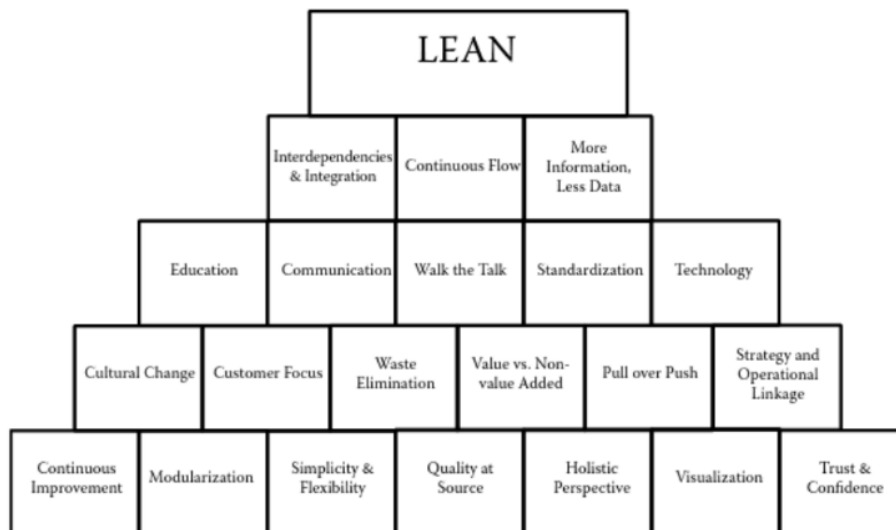 LEAN
Interdependencies
& Integration
Continuous Flow
More
Information,
Less Data
Education
Communication
Walk the Talk
Standardization
Technology
Cultural Change
Customer Focus
Waste
Elimination
Value vs. Non-
value Added
Pull over Push
Strategy and
Operational
Linkage
Continuous
Improvement
Modularization
Simplicity &
Flexibility
Quality at
Source
Holistic
Perspective
Visualization
Trust &
Confidence